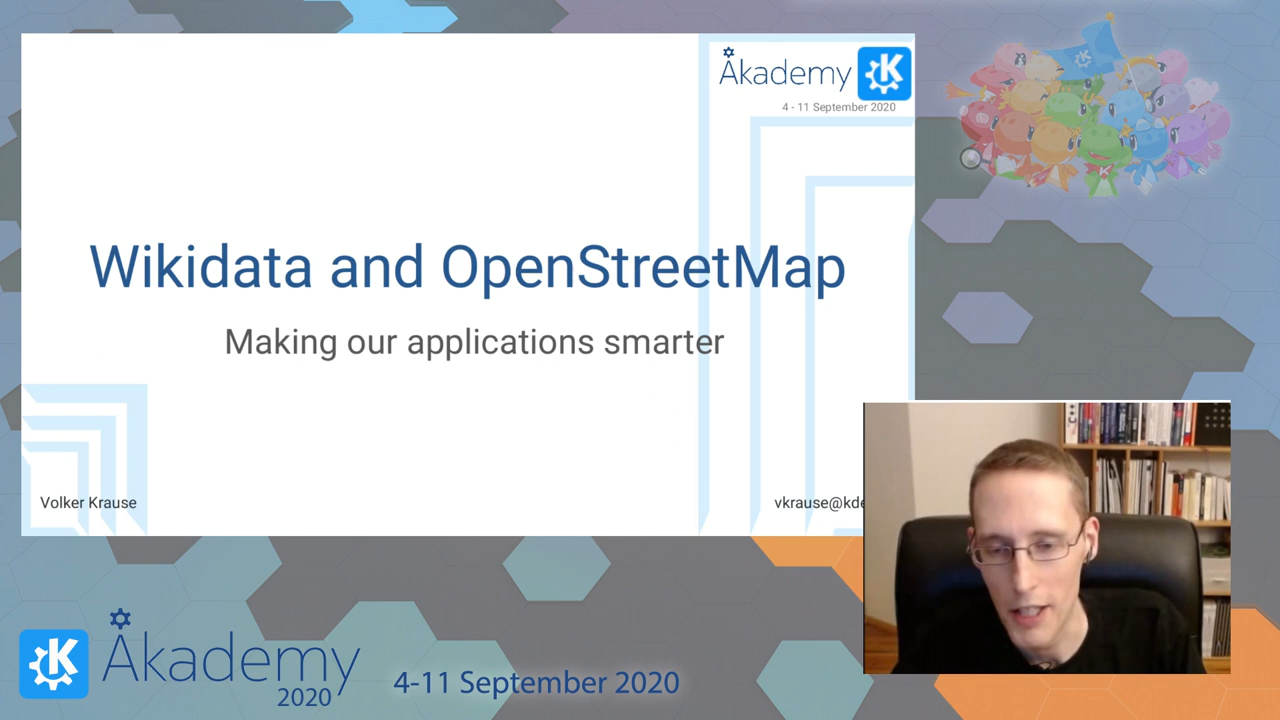 Akademy
4 - 11 September 2020
Wikidata and OpenStreetMap
Making our applications smarter
Volker Krause
vkrause@kde
Akademy
2020
4-11 September 2020